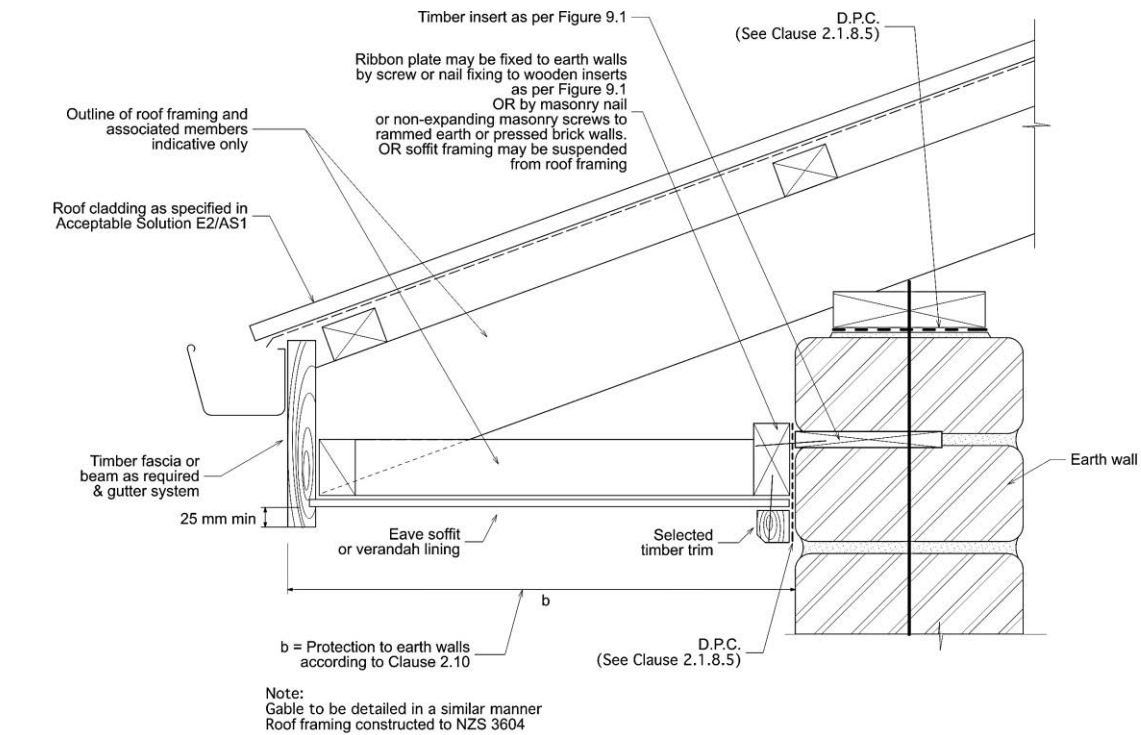 Timber insert as per Figure 9.1
D.P.C.
(See Clause 2.1.8.5)
Ribbon plate may be fixed to earth walls
by screw or nail fixing to wooden inserts
as per Figure 9.1
OR by masonry nail
or non-expanding masonry screws to
rammed earth or pressed brick walls.
OR soffit framing may be suspended
from roof framing
Outline of roof framing and
associated members
indicative only
Roof cladding as specified in
Acceptable Solution E2/AS1
Timber fascia or
beam as required
& gutter system
Earth wall
25 mm min
Eave soffit
or verandah lining
Selected
timber trim
b
b = Protection to earth walls
according to Clause 2.10
D.P.C.
(See Clause 2.1.8.5)
Note:
Gable to be detailed in a similar manner
Roof framing constructed to NZS 3604